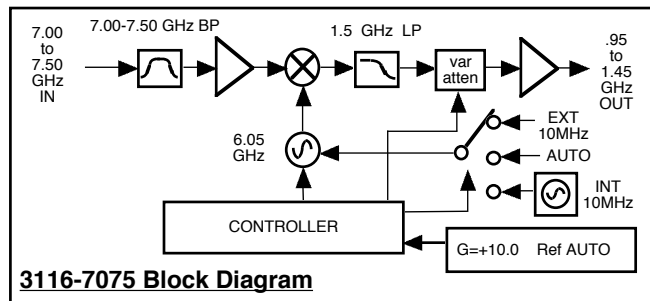 7.00
to
7.50
GHz
IN
7.00-7.50 GHz BP
1.5 GHz LP
var
atten
.95
to
1.45
GHz
OUT
6.05
GHz
EXT
10MHz
AUTO
INT
10MHz
CONTROLLER
G=+10.0 Ref AUTO
3116-7075 Block Diagram